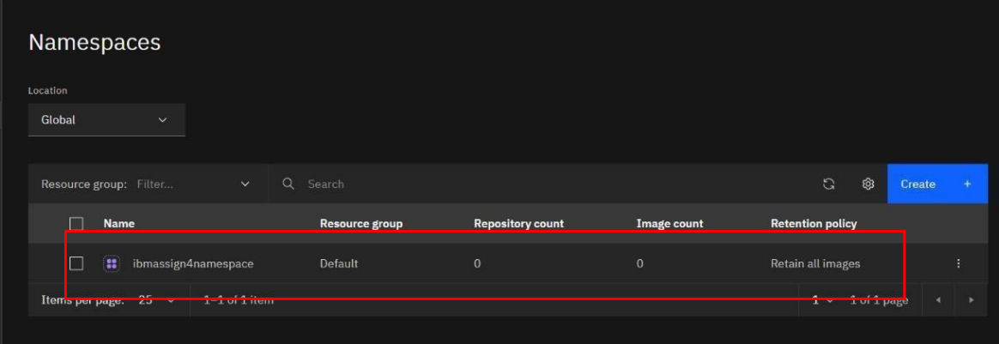 Namespaces
Location
Global
Resource group: Filter... Search Create +
Name Resource group Repository count Image count Retention policy
ibmassign4namespace Default 0 0 Retain all images
Items per page: 25 1–1 of 1 item 1 1 of 1 page